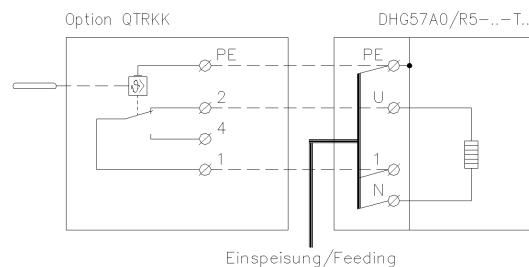 Option QTRKK
DHG57A0/R5-..-T..
PE
2
4
1
PE
U
1
N
ϑ>
Einspeisung/Feeding